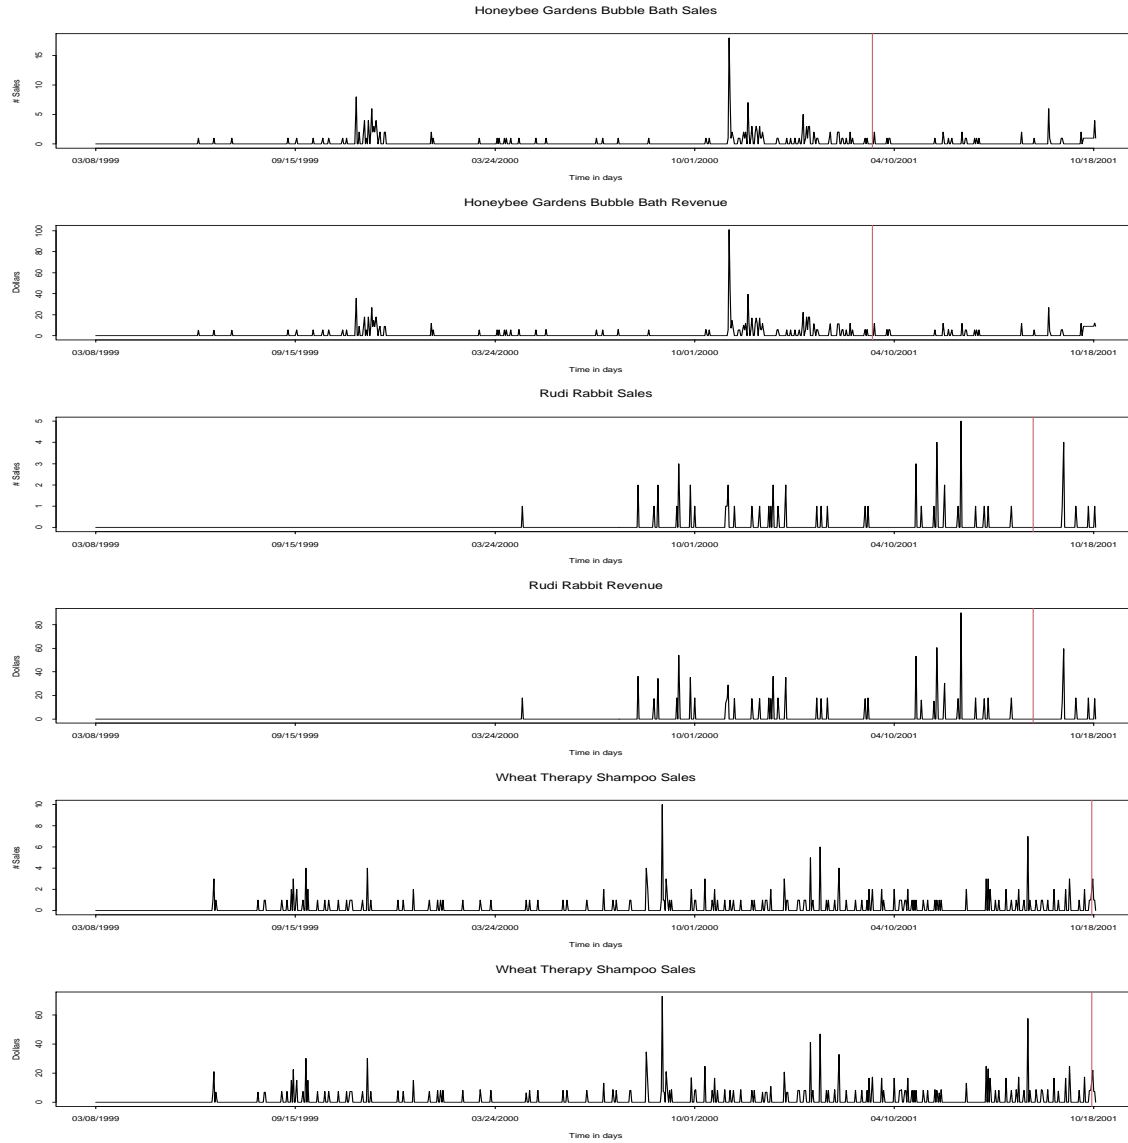 Honeybee Gardens Bubble Bath Sales
# Sales
15
10
5
0
03/08/1999 09/15/1999 03/24/2000 10/01/2000 04/10/2001 10/18/2001
Time in days
Honeybee Gardens Bubble Bath Revenue
Dollars
100
80
60
40
20
0
03/08/1999 09/15/1999 03/24/2000 10/01/2000 04/10/2001 10/18/2001
Time in days
Rudi Rabbit Sales
# Sales
5
4
3
2
1
0
03/08/1999 09/15/1999 03/24/2000 10/01/2000 04/10/2001 10/18/2001
Time in days
Rudi Rabbit Revenue
Dollars
80
60
40
20
0
03/08/1999 09/15/1999 03/24/2000 10/01/2000 04/10/2001 10/18/2001
Time in days
Wheat Therapy Shampoo Sales
# Sales
10
8
6
4
2
0
03/08/1999 09/15/1999 03/24/2000 10/01/2000 04/10/2001 10/18/2001
Time in days
Wheat Therapy Shampoo Sales
Dollars
60
40
20
0
03/08/1999 09/15/1999 03/24/2000 10/01/2000 04/10/2001 10/18/2001
Time in days